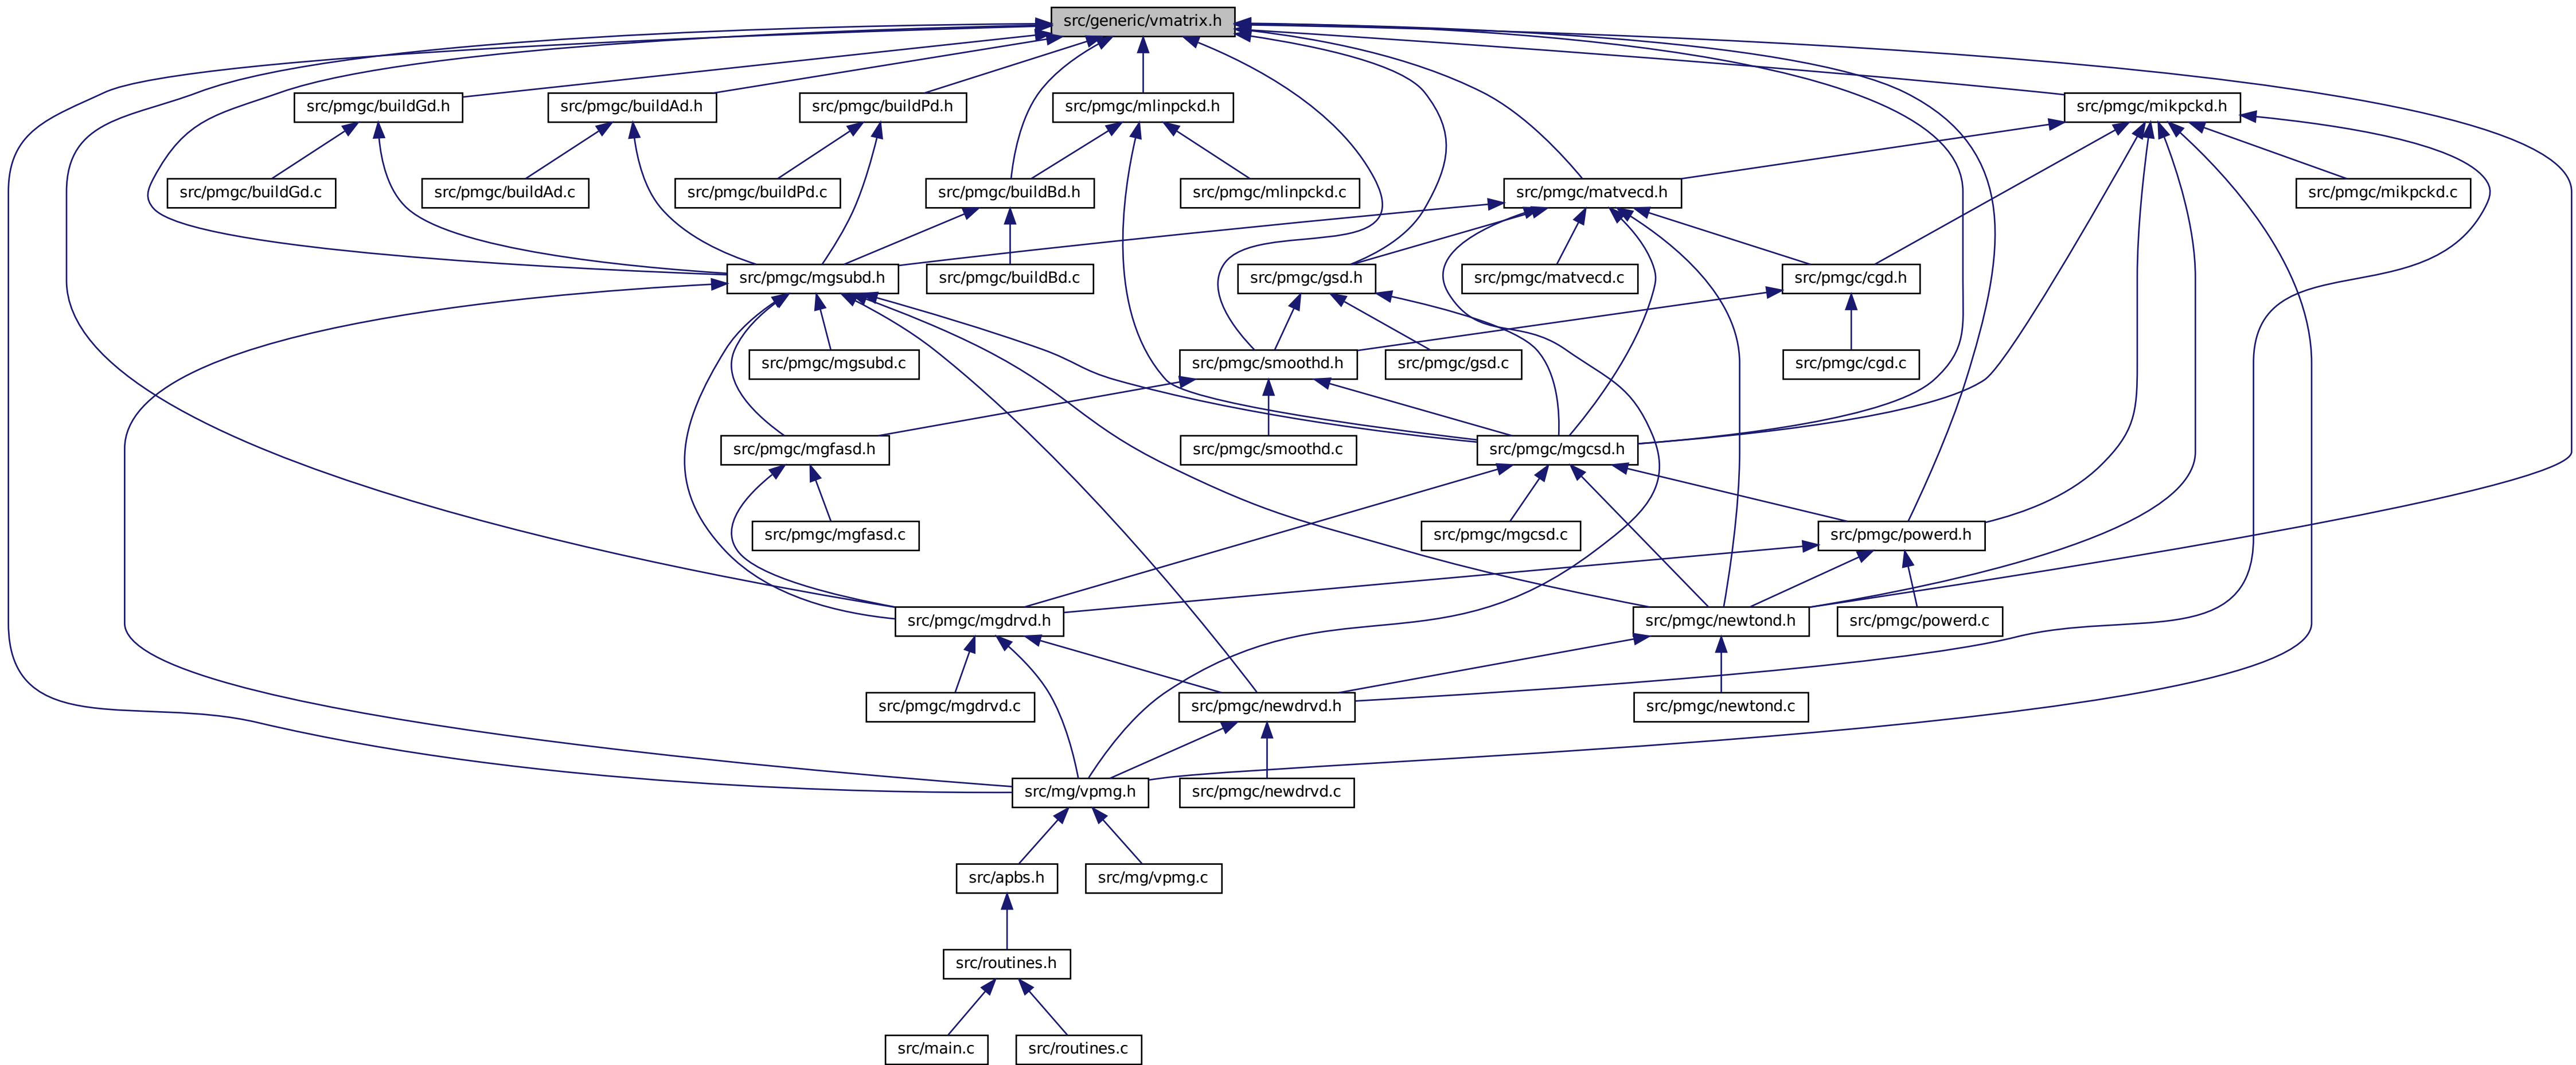 src/generic/vmatrix.h
src/pmgc/buildGd.h
src/pmgc/buildAd.h
src/pmgc/buildPd.h
src/pmgc/mlinpckd.h
src/pmgc/mikpckd.h
src/pmgc/buildGd.c
src/pmgc/buildAd.c
src/pmgc/buildPd.c
src/pmgc/buildBd.h
src/pmgc/mlinpckd.c
src/pmgc/matvecd.h
src/pmgc/mikpckd.c
src/pmgc/mgsubd.h
src/pmgc/buildBd.c
src/pmgc/gsd.h
src/pmgc/matvecd.c
src/pmgc/cgd.h
src/pmgc/mgsubd.c
src/pmgc/smoothd.h
src/pmgc/gsd.c
src/pmgc/cgd.c
src/pmgc/mgfasd.h
src/pmgc/smoothd.c
src/pmgc/mgcsd.h
src/pmgc/mgfasd.c
src/pmgc/mgcsd.c
src/pmgc/powerd.h
src/pmgc/mgdrvd.h
src/pmgc/newtond.h
src/pmgc/powerd.c
src/pmgc/mgdrvd.c
src/pmgc/newdrvd.h
src/pmgc/newtond.c
src/mg/vpmg.h
src/pmgc/newdrvd.c
src/apbs.h
src/mg/vpmg.c
src/routines.h
src/main.c
src/routines.c